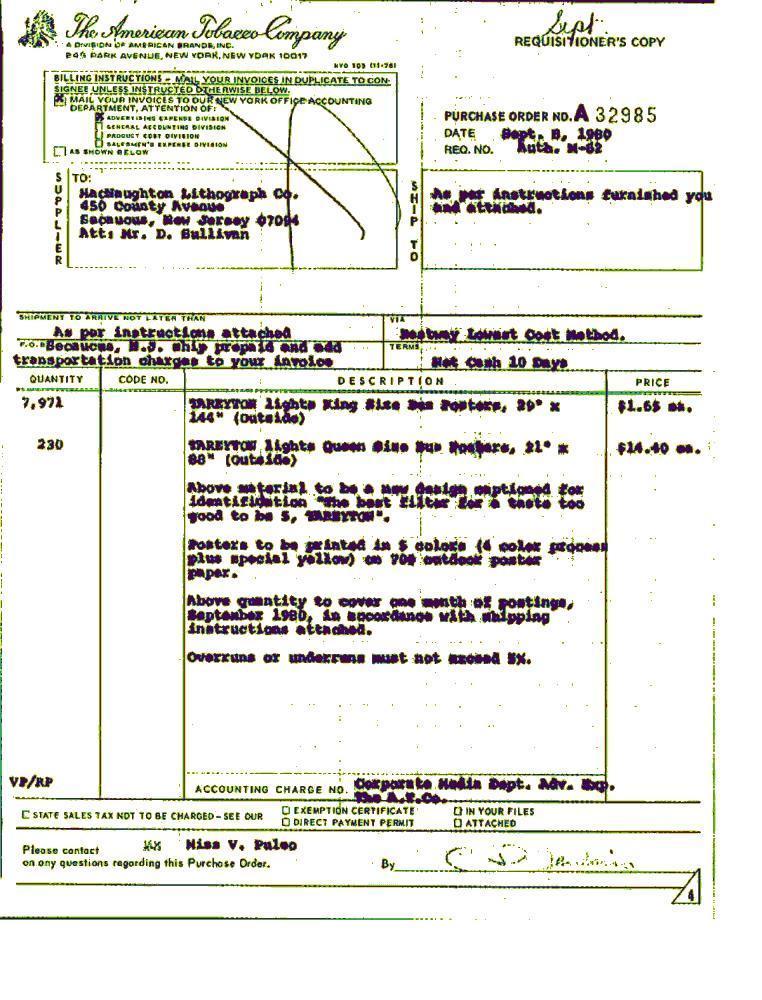 Sept
The American Tobacco Company
REQUISITIONER'S COPY
A DIVISION OF AMERICAN BRANDS, INC.
245 PARK AVENUE, NEW YORK, NEW YORK 10017
NYO 103 (11-76)
BILLING INSTRUCTIONS – MAIL YOUR INVOICES IN DUPLICATE TO CON-
SIGNEE UNLESS INSTRUCTED OTHERWISE BELOW.
MAIL YOUR INVOICES TO OUR NEW YORK OFFICE ACCOUNTING
DEPARTMENT, ATTENTION OF:
ADVERTISING EXPENSE DIVISION
GENERAL ACCOUNTING DIVISION
PRODUCT COST DIVISION
SALESMEN'S EXPENSE DIVISION
AS SHOWN BELOW
PURCHASE ORDER NO. A 32985
DATE Sept. 8, 1980
REQ. NO. Auth. M-62
SUPPLIER
TO:
MacNaughton Lithograph Co.
450 County Avenue
Secaucus, New Jersey 07094
Att: Mr. D. Sullivan
SHIP TO
As per instructions furnished you
and attached.
SHIPMENT TO ARRIVE NOT LATER THAN
As per instructions attached
VIA
Bestway Lowest Cost Method.
F.O.B. Secaucus, N.J. ship prepaid and add
transportation charges to your invoice
TERMS
Net Cash 10 Days
QUANTITY CODE NO. DESCRIPTION PRICE
7,971 TAREYTON lights King Size Bus Posters, 29" x $1.65 ea.
144" (Outside)
230 TAREYTON lights Queen Size Bus Posters, 21" x $14.40 ea.
88" (Outside)
Above material to be a new design captioned for
identification "The best filter for a taste too
good to be 5, TAREYTON".
Posters to be printed in 5 colors (4 color process
plus special yellow) on 70# outdoor poster
paper.
Above quantity to cover one month of postings,
September 1980, in accordance with shipping
instructions attached.
Overruns or underruns must not exceed 5%.
VP/RP
ACCOUNTING CHARGE NO. Corporate Media Dept. Adv. Exp.
The A.T.Co.
STATE SALES TAX NOT TO BE CHARGED – SEE OUR
EXEMPTION CERTIFICATE
DIRECT PAYMENT PERMIT
IN YOUR FILES
ATTACHED
Please contact Miss V. Puleo
on any questions regarding this Purchase Order.
By
4